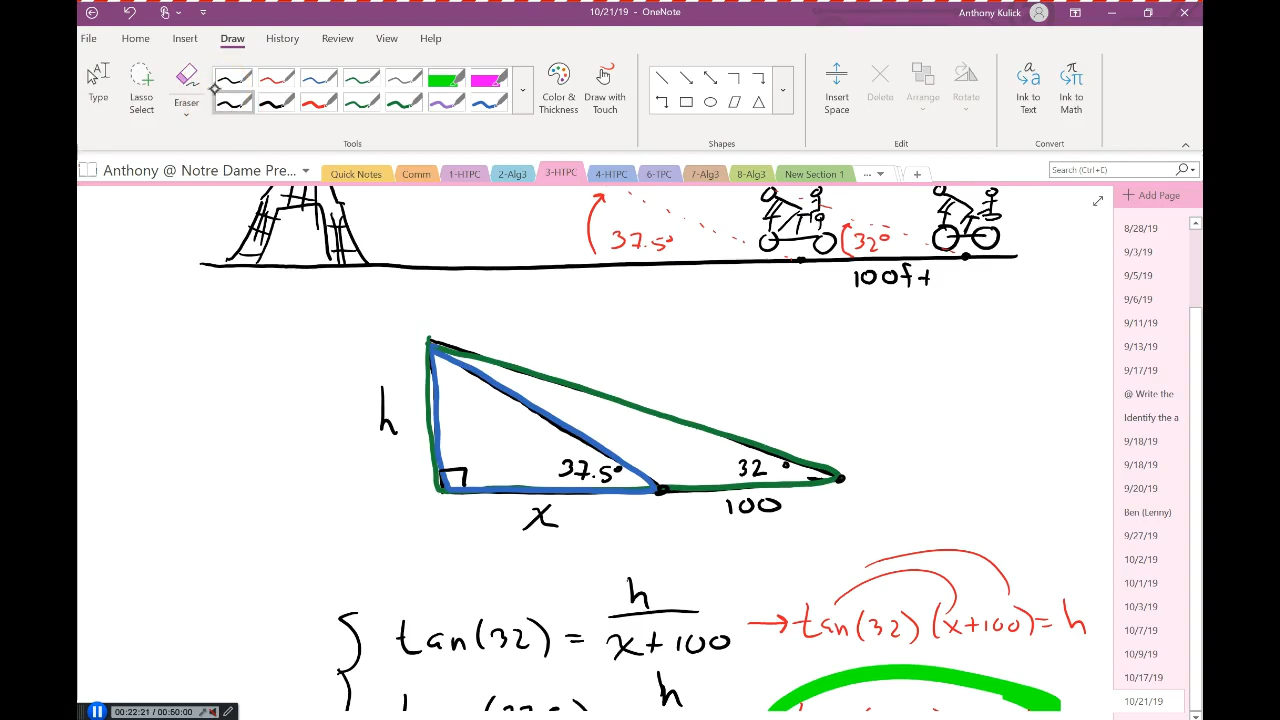 10/21/19 - OneNote
Anthony Kulick
File Home Insert Draw History Review View Help
Type
Lasso Select
Eraser
Color & Thickness
Draw with Touch
Insert Space
Delete
Arrange
Rotate
Ink to Text
Ink to Math
Tools
Shapes
Edit
Convert
Anthony @ Notre Dame Pre...
Quick Notes Comm 1-HTPC 2-Alg3 3-HTPC 4-HTPC 6-TPC 7-Alg3 8-Alg3 New Section 1 ... +
Search (Ctrl+E)
+ Add Page
8/28/19
9/3/19
9/5/19
9/6/19
9/11/19
9/13/19
9/17/19
@ Write the
Identify the a
9/18/19
9/18/19
9/20/19
Ben (Lenny)
9/27/19
10/2/19
10/1/19
10/3/19
10/7/19
10/9/19
10/17/19
10/21/19
37.5° 32°
100ft
h
37.5° 32°
x 100
tan(32) = h / x+100 → tan(32)(x+100)=h
h
00:22:21 / 00:50:00